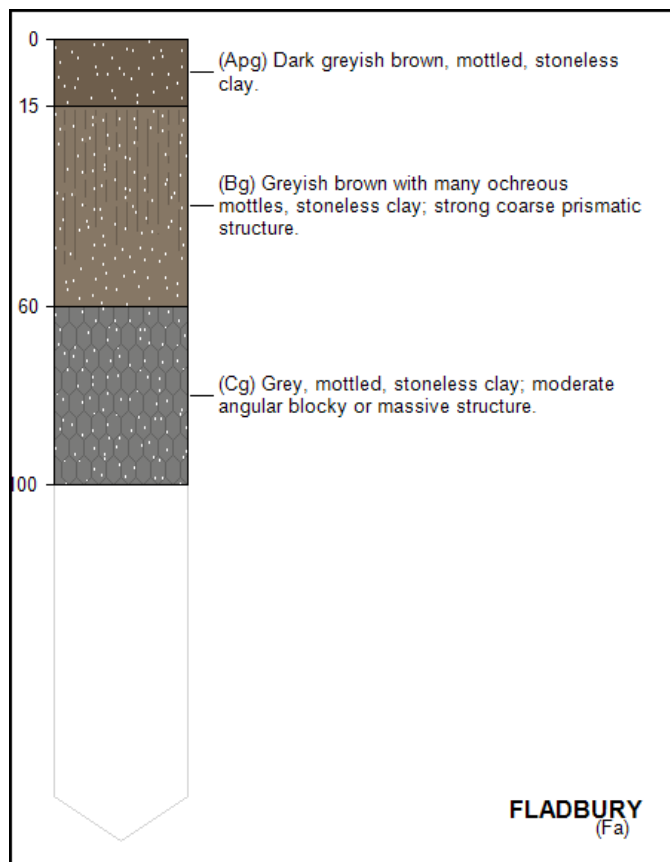 0
(Apg) Dark greyish brown, mottled, stoneless
clay.
15
(Bg) Greyish brown with many ochreous
mottles, stoneless clay; strong coarse prismatic
structure.
60
(Cg) Grey, mottled, stoneless clay; moderate
angular blocky or massive structure.
100
FLADBURY
(Fa)